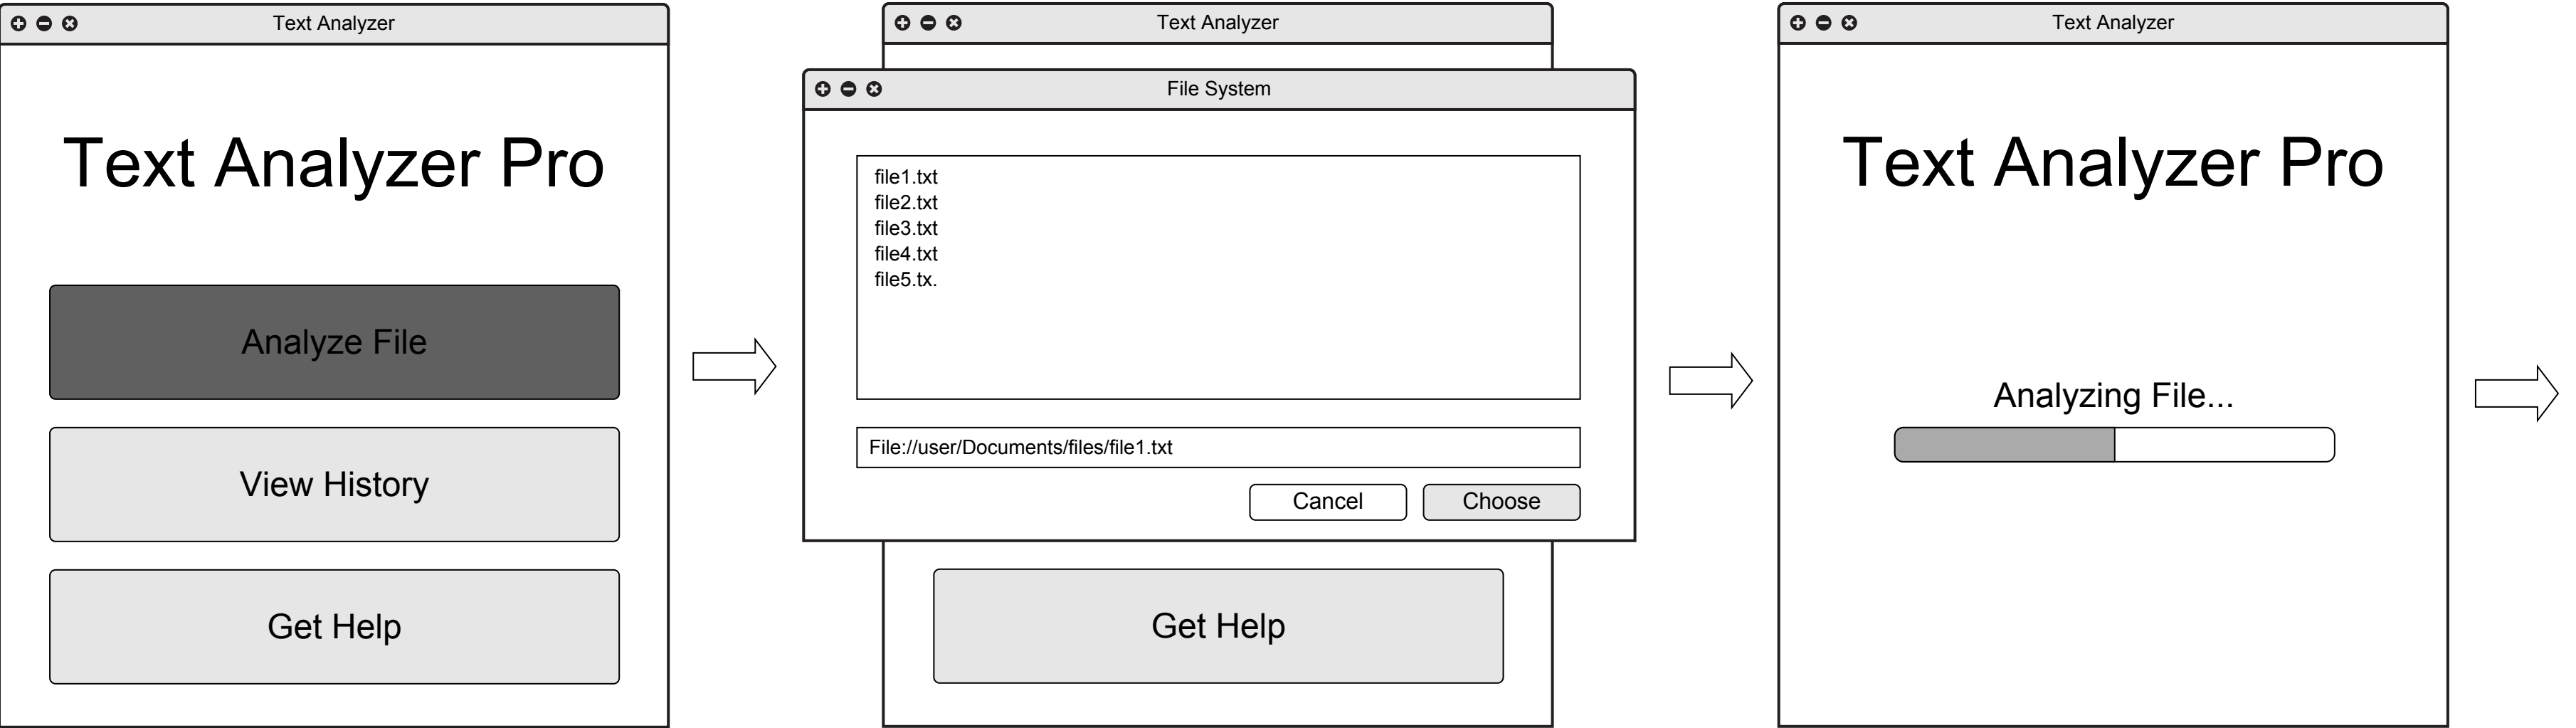 Text Analyzer
Text Analyzer Pro
Analyze File
View History
Get Help
Text Analyzer
File System
file1.txt
file2.txt
file3.txt
file4.txt
file5.tx.
File://user/Documents/files/file1.txt
Cancel
Choose
Get Help
Text Analyzer
Text Analyzer Pro
Analyzing File...